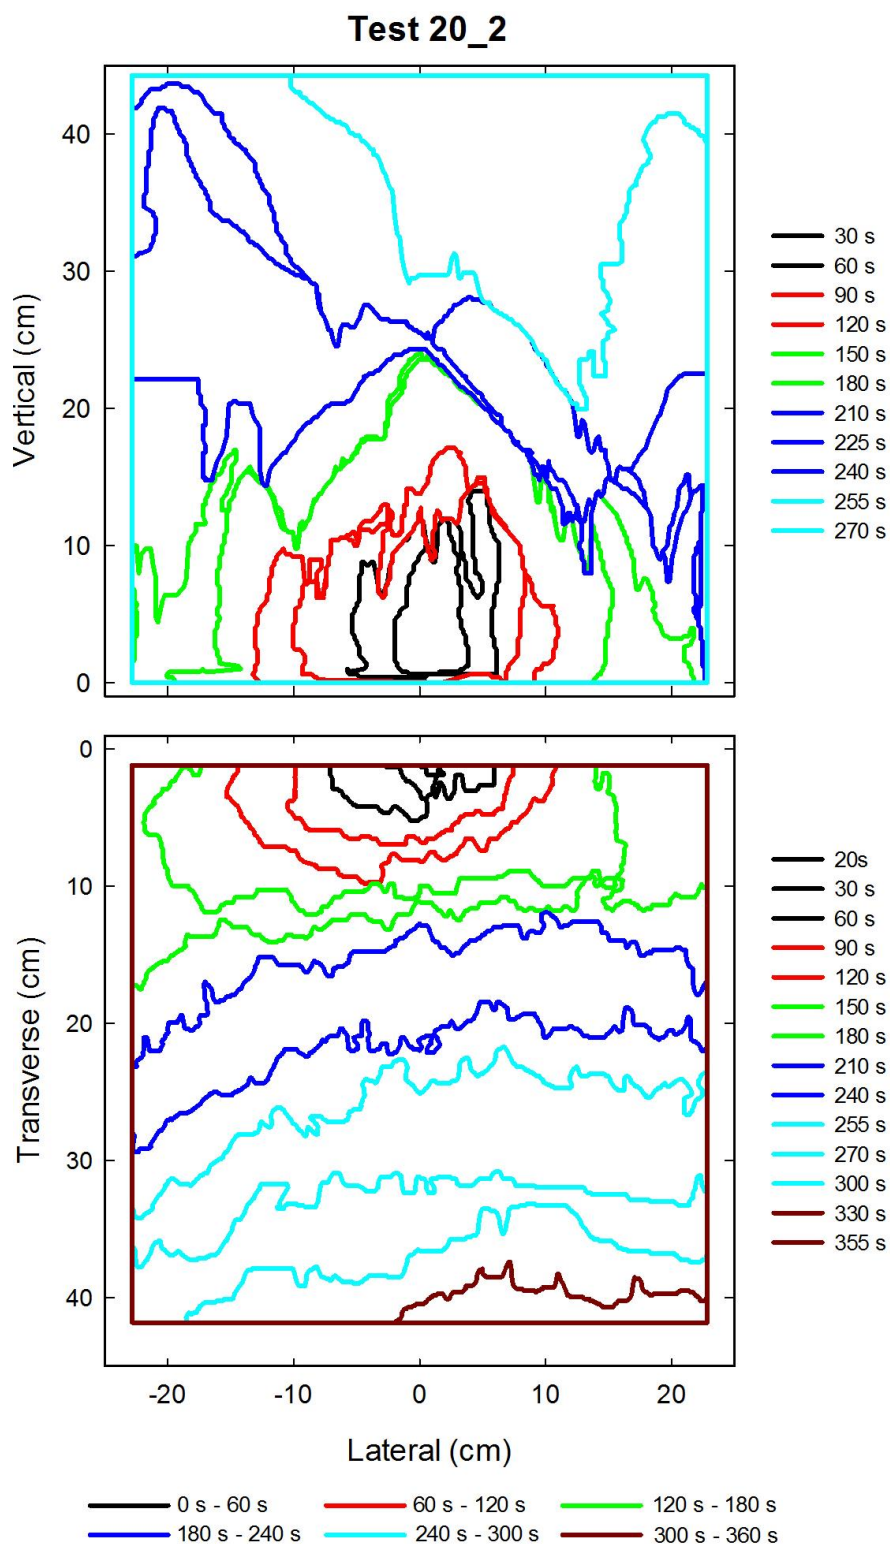 Test 20_2
Vertical (cm)
40
30
20
10
0
30 s
60 s
90 s
120 s
150 s
180 s
210 s
225 s
240 s
255 s
270 s
Transverse (cm)
0
10
20
30
40
-20 -10 0 10 20
Lateral (cm)
20s
30 s
60 s
90 s
120 s
150 s
180 s
210 s
240 s
255 s
270 s
300 s
330 s
355 s
0 s - 60 s 60 s - 120 s 120 s - 180 s
180 s - 240 s 240 s - 300 s 300 s - 360 s